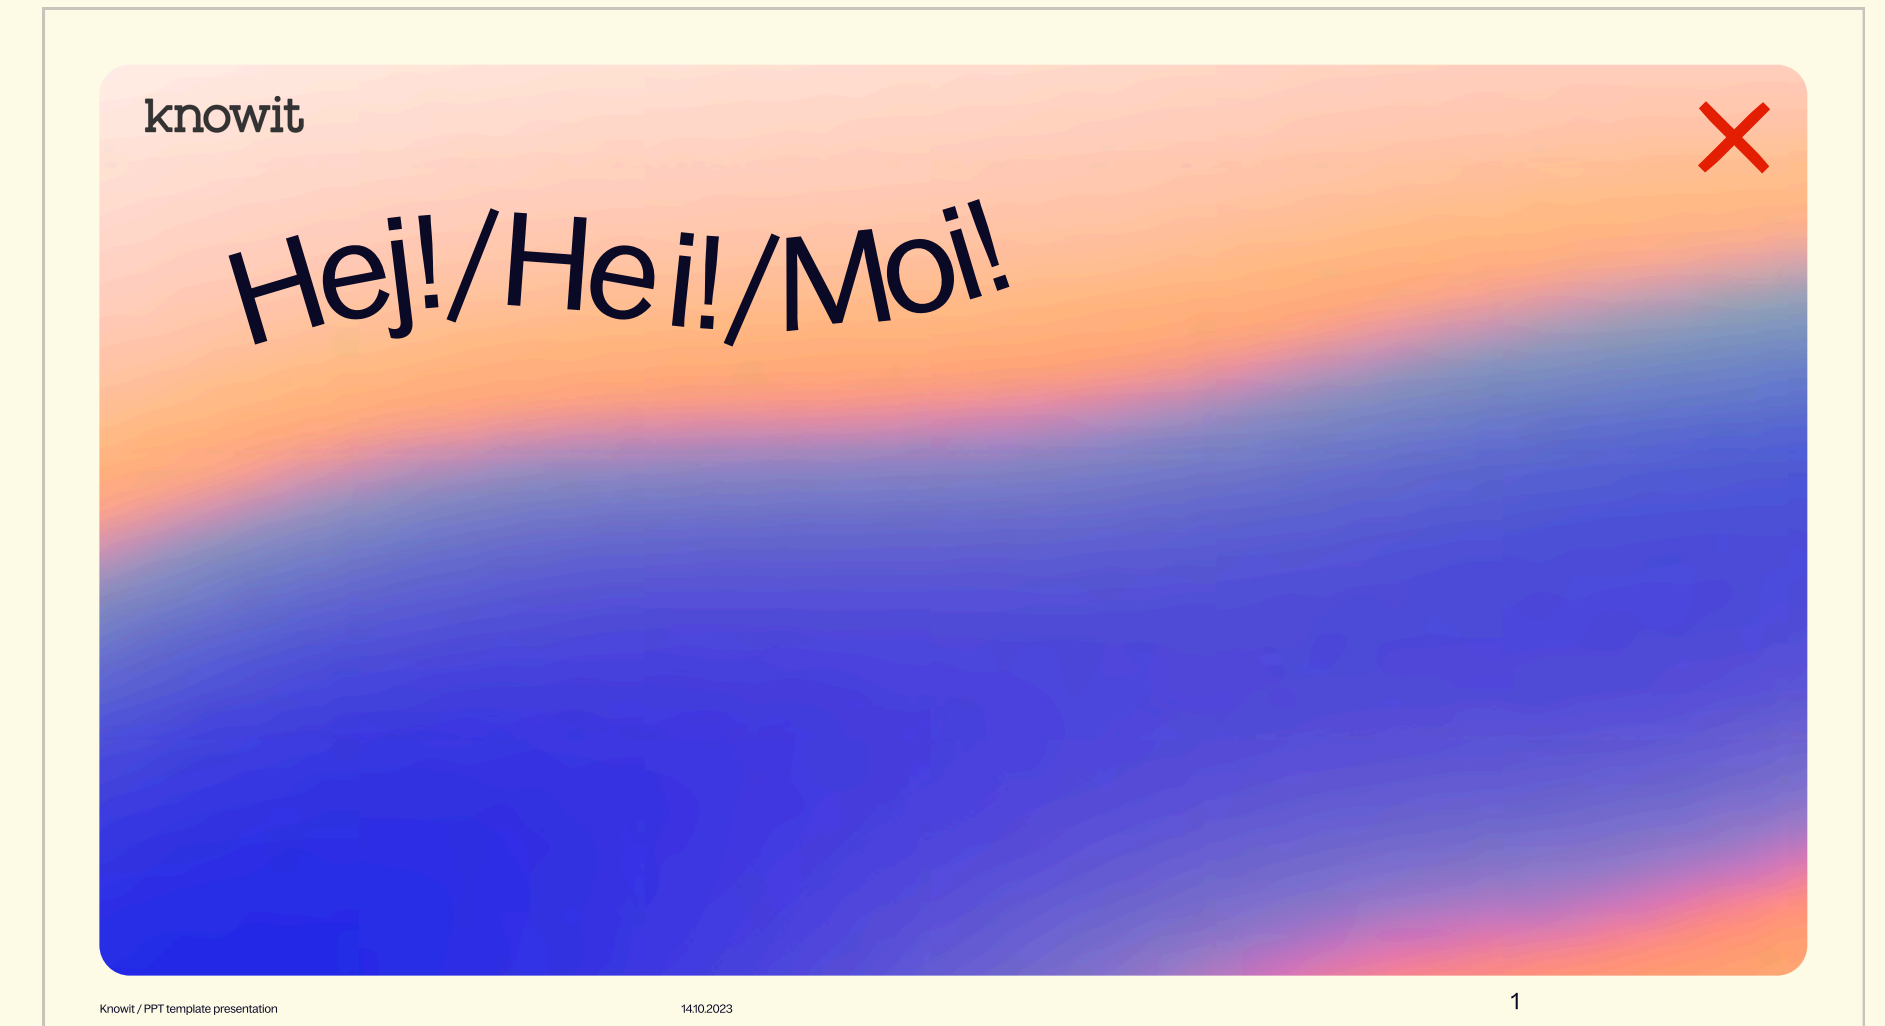 knowit
Hej!/Hei!/Moi!
Knowit / PPT template presentation
14.10.2023
1